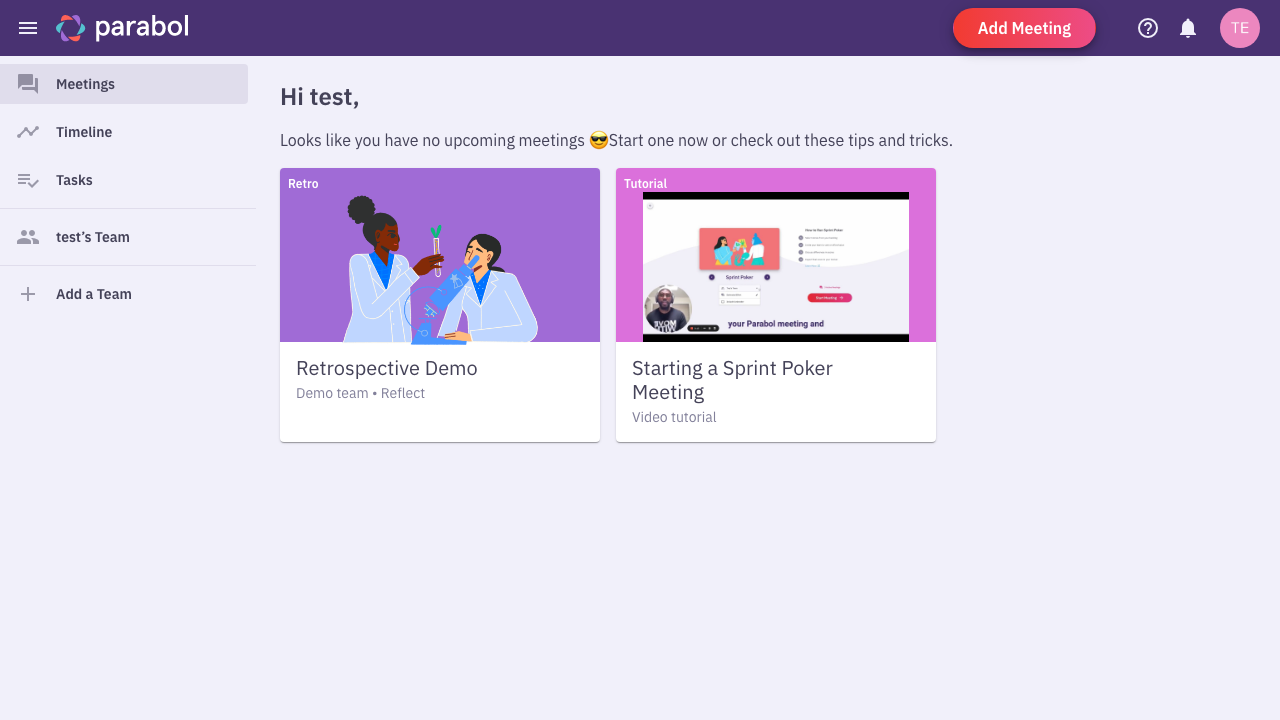 parabol
Add Meeting
TE
Meetings
Timeline
Tasks
test’s Team
Add a Team
Hi test,
Looks like you have no upcoming meetings 😎Start one now or check out these tips and tricks.
Retro
Retrospective Demo
Demo team • Reflect
Tutorial
Sprint Poker
your Parabol meeting and
Starting a Sprint Poker
Meeting
Video tutorial